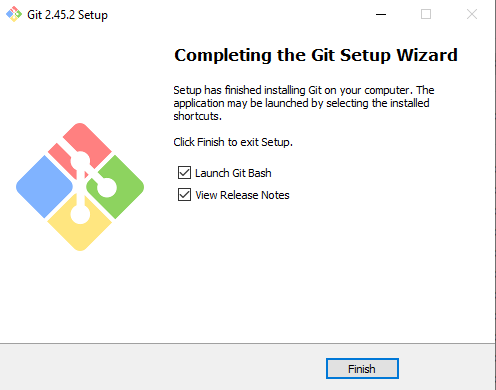 Git 2.45.2 Setup
Completing the Git Setup Wizard
Setup has finished installing Git on your computer. The
application may be launched by selecting the installed
shortcuts.
Click Finish to exit Setup.
Launch Git Bash
View Release Notes
Finish